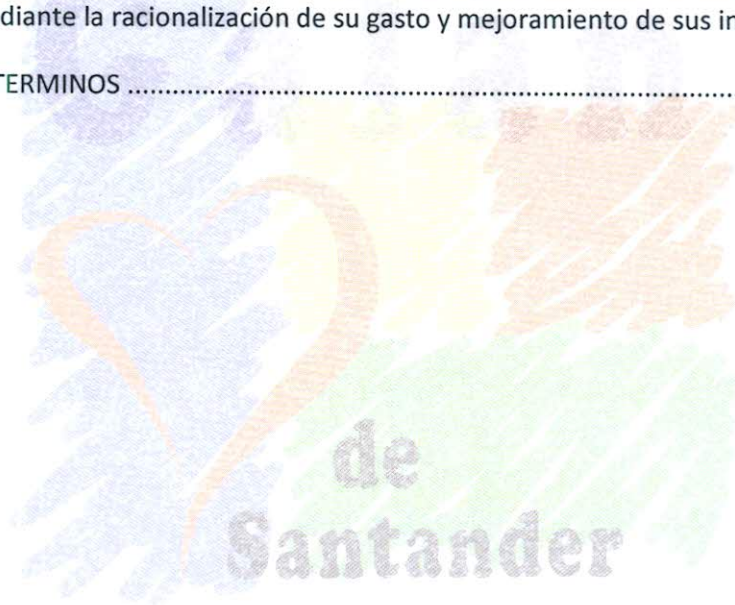 diante la racionalización de su gasto y mejoramiento de sus in
TERMINOS ......................................................................................
de
Santander